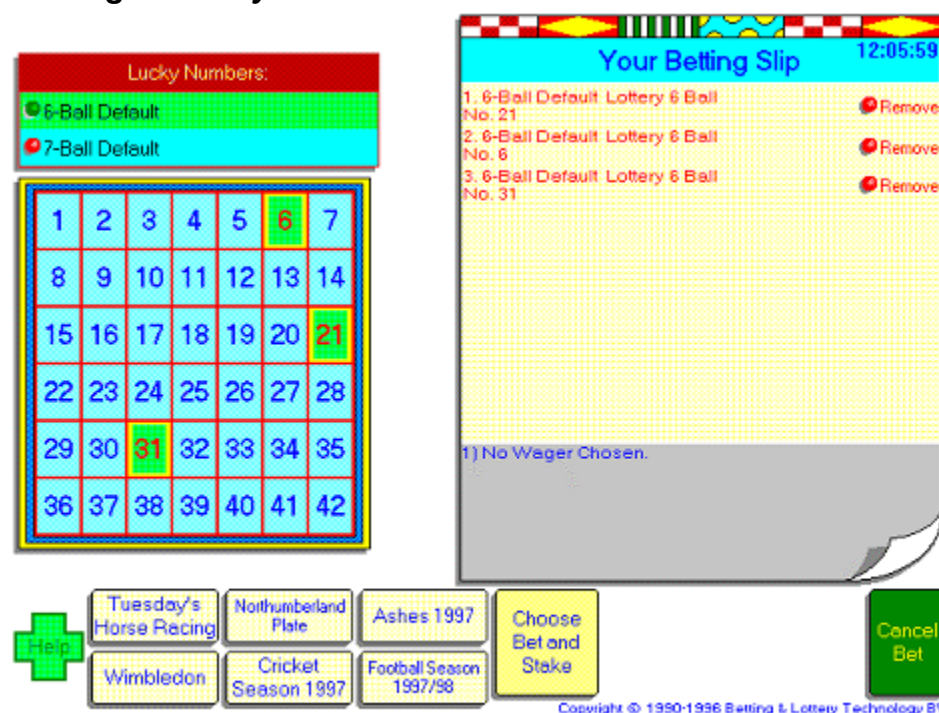 Lucky Numbers:
6-Ball Default
7-Ball Default
1 2 3 4 5 6 7
8 9 10 11 12 13 14
15 16 17 18 19 20 21
22 23 24 25 26 27 28
29 30 31 32 33 34 35
36 37 38 39 40 41 42
Your Betting Slip
12:05:59
1. 6-Ball Default Lottery 6 Ball
No. 21
Remove
2. 6-Ball Default Lottery 6 Ball
No. 6
Remove
3. 6-Ball Default Lottery 6 Ball
No. 31
Remove
1) No Wager Chosen.
Help
Tuesday's
Horse Racing
Northumberland
Plate
Ashes 1997
Wimbledon
Cricket
Season 1997
Football Season
1997/98
Choose
Bet and
Stake
Cancel
Bet
Copyright © 1990-1996 Betting & Lottery Technology BV